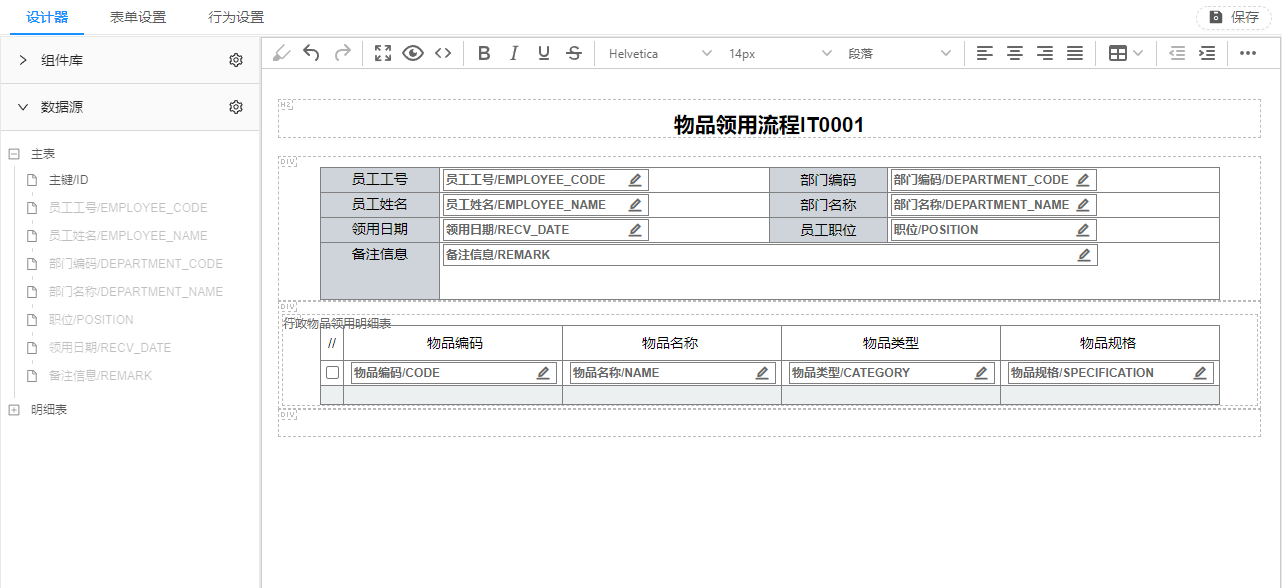 设计器 表单设置 行为设置 保存
组件库
数据源
主表
主键/ID
员工工号/EMPLOYEE_CODE
员工姓名/EMPLOYEE_NAME
部门编码/DEPARTMENT_CODE
部门名称/DEPARTMENT_NAME
职位/POSITION
领用日期/RECV_DATE
备注信息/REMARK
明细表
B I U S Helvetica 14px 段落
H2
物品领用流程IT0001
DIV
员工工号 员工工号/EMPLOYEE_CODE 部门编码 部门编码/DEPARTMENT_CODE
员工姓名 员工姓名/EMPLOYEE_NAME 部门名称 部门名称/DEPARTMENT_NAME
领用日期 领用日期/RECV_DATE 员工职位 职位/POSITION
备注信息 备注信息/REMARK
DIV
行政物品领用明细表
// 物品编码 物品名称 物品类型 物品规格
物品编码/CODE 物品名称/NAME 物品类型/CATEGORY 物品规格/SPECIFICATION
DIV